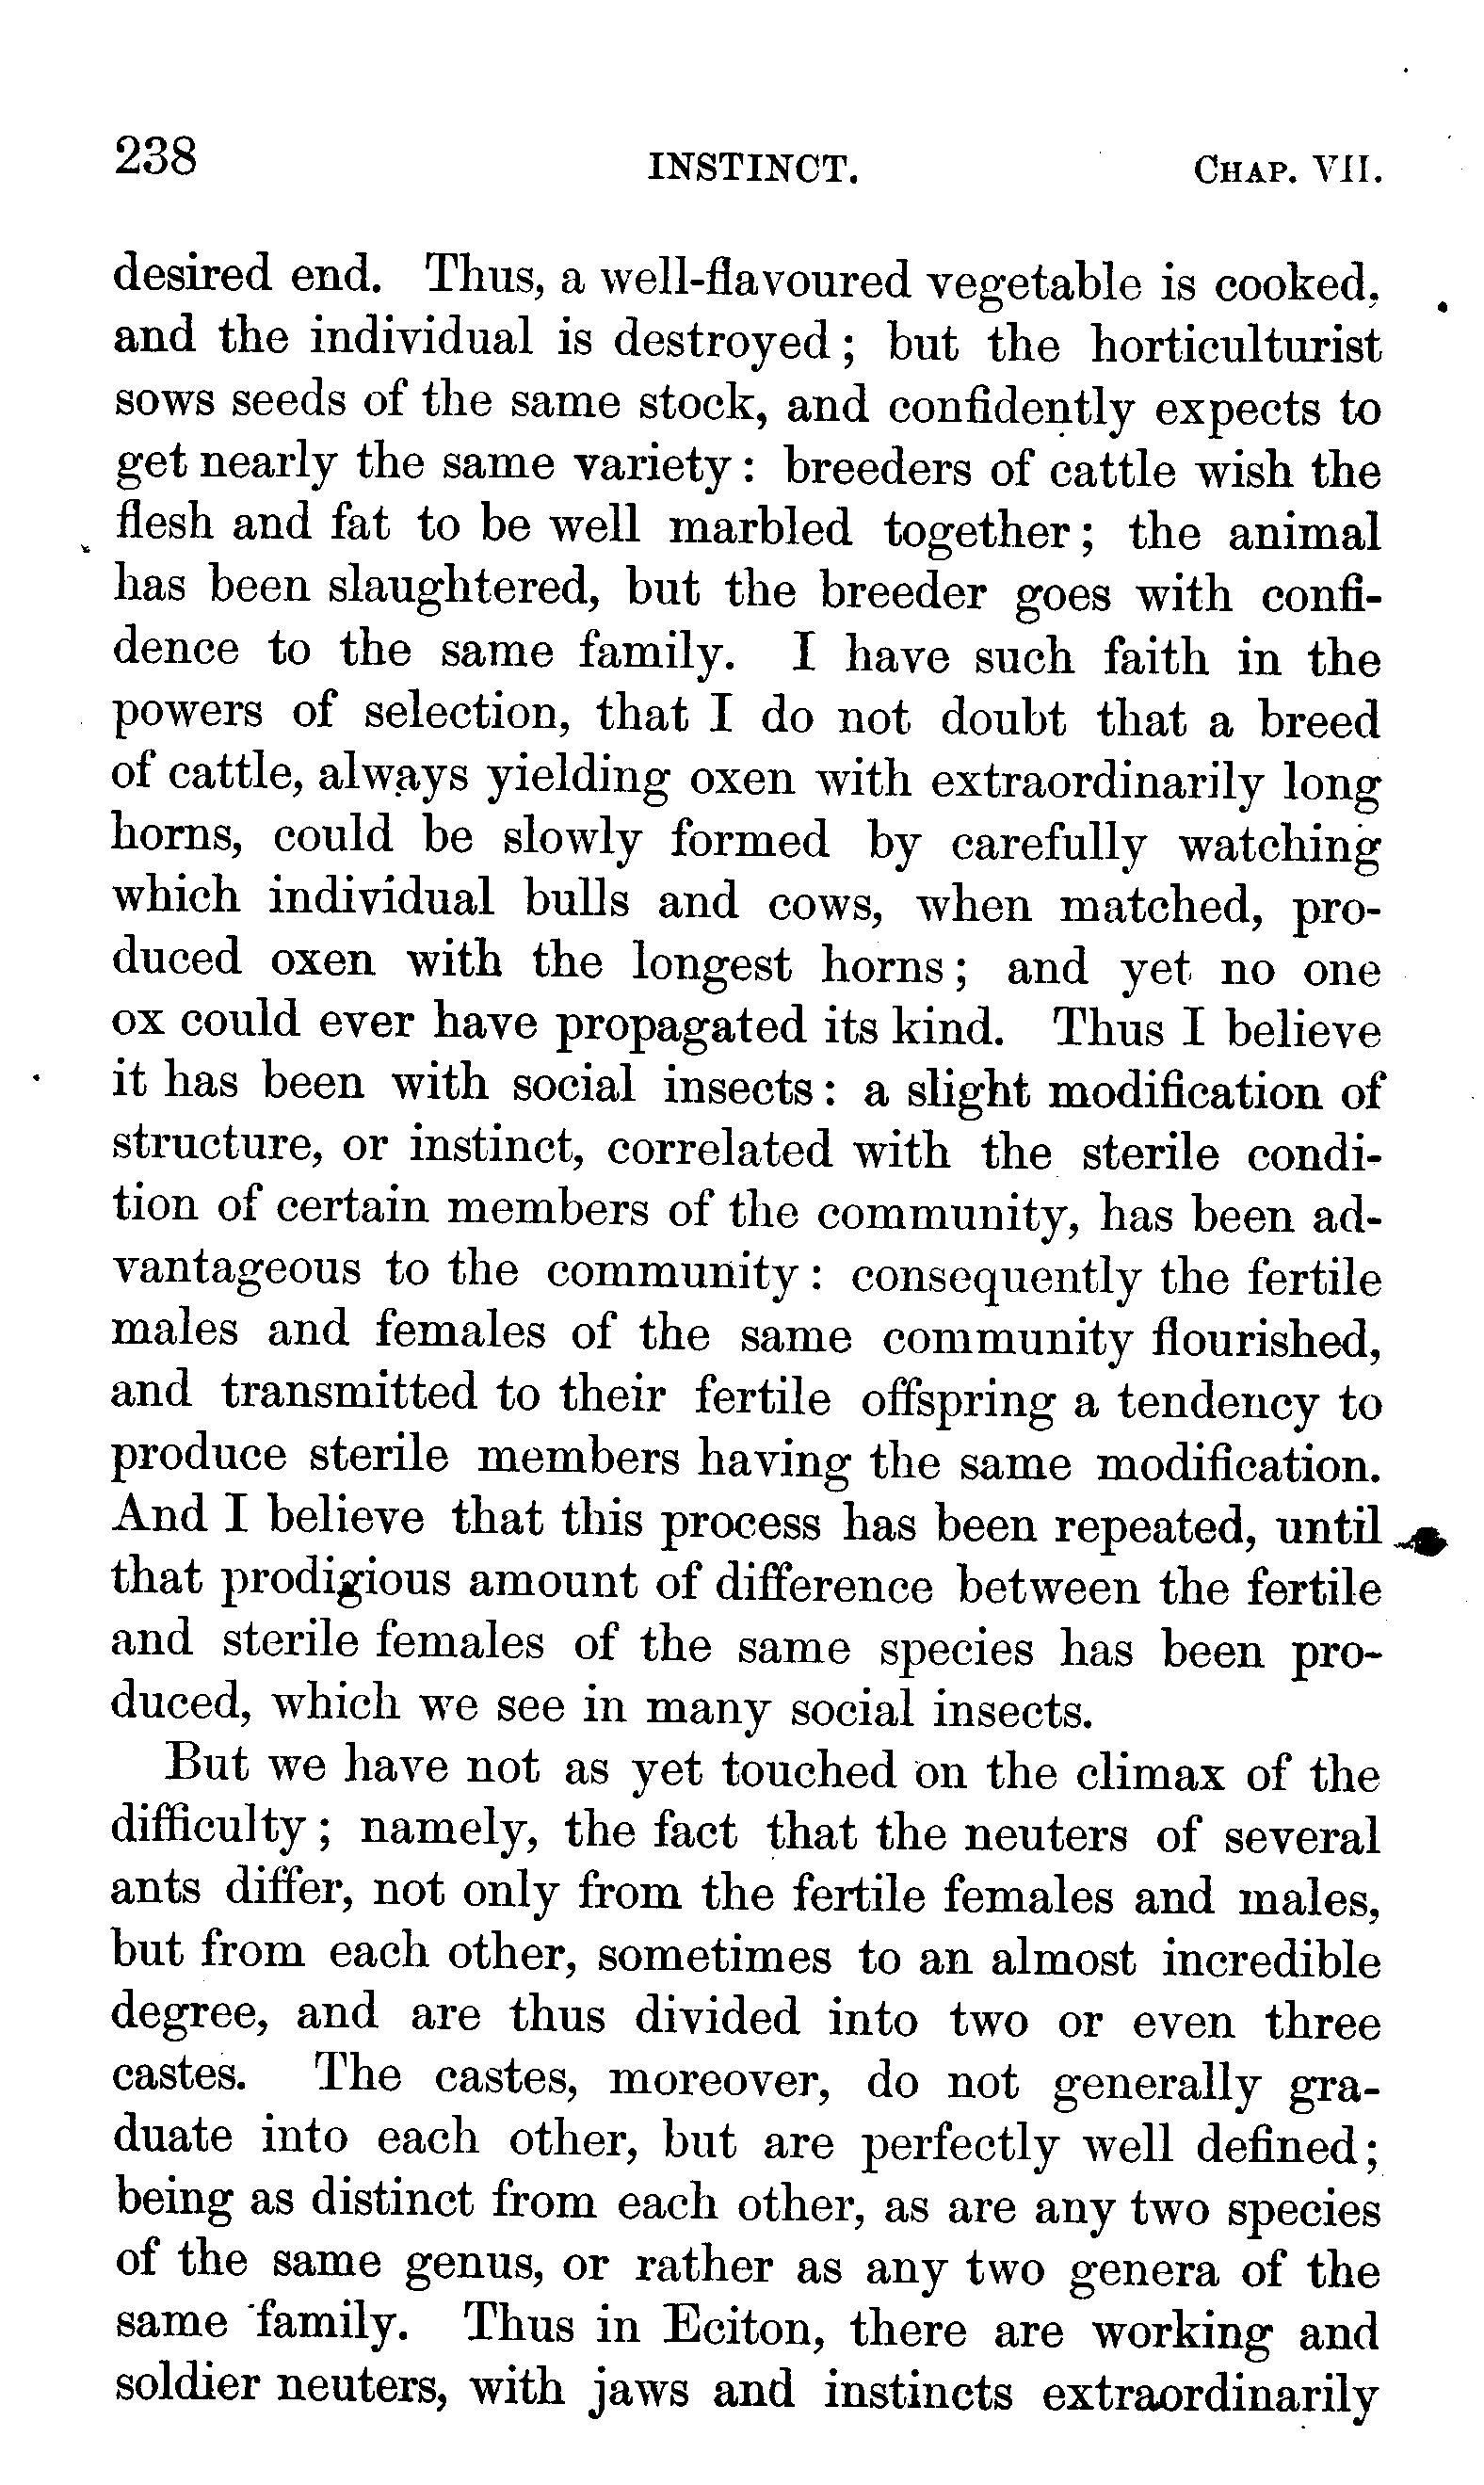 238 INSTINCT. CHAP. VII.
desired end. Thus, a well-flavoured vegetable is cooked,
and the individual is destroyed; but the horticulturist
sows seeds of the same stock, and confidently expects to
get nearly the same variety: breeders of cattle wish the
flesh and fat to be well marbled together; the animal
has been slaughtered, but the breeder goes with confi-
dence to the same family. I have such faith in the
powers of selection, that I do not doubt that a breed
of cattle, always yielding oxen with extraordinarily long
horns, could be slowly formed by carefully watching
which individual bulls and cows, when matched, pro-
duced oxen with the longest horns; and yet no one
ox could ever have propagated its kind. Thus I believe
it has been with social insects: a slight modification of
structure, or instinct, correlated with the sterile condi-
tion of certain members of the community, has been ad-
vantageous to the community: consequently the fertile
males and females of the same community flourished,
and transmitted to their fertile offspring a tendency to
produce sterile members having the same modification.
And I believe that this process has been repeated, until
that prodigious amount of difference between the fertile
and sterile females of the same species has been pro-
duced, which we see in many social insects.
But we have not as yet touched on the climax of the
difficulty; namely, the fact that the neuters of several
ants differ, not only from the fertile females and males,
but from each other, sometimes to an almost incredible
degree, and are thus divided into two or even three
castes. The castes, moreover, do not generally gra-
duate into each other, but are perfectly well defined;
being as distinct from each other, as are any two species
of the same genus, or rather as any two genera of the
same family. Thus in Eciton, there are working and
soldier neuters, with jaws and instincts extraordinarily